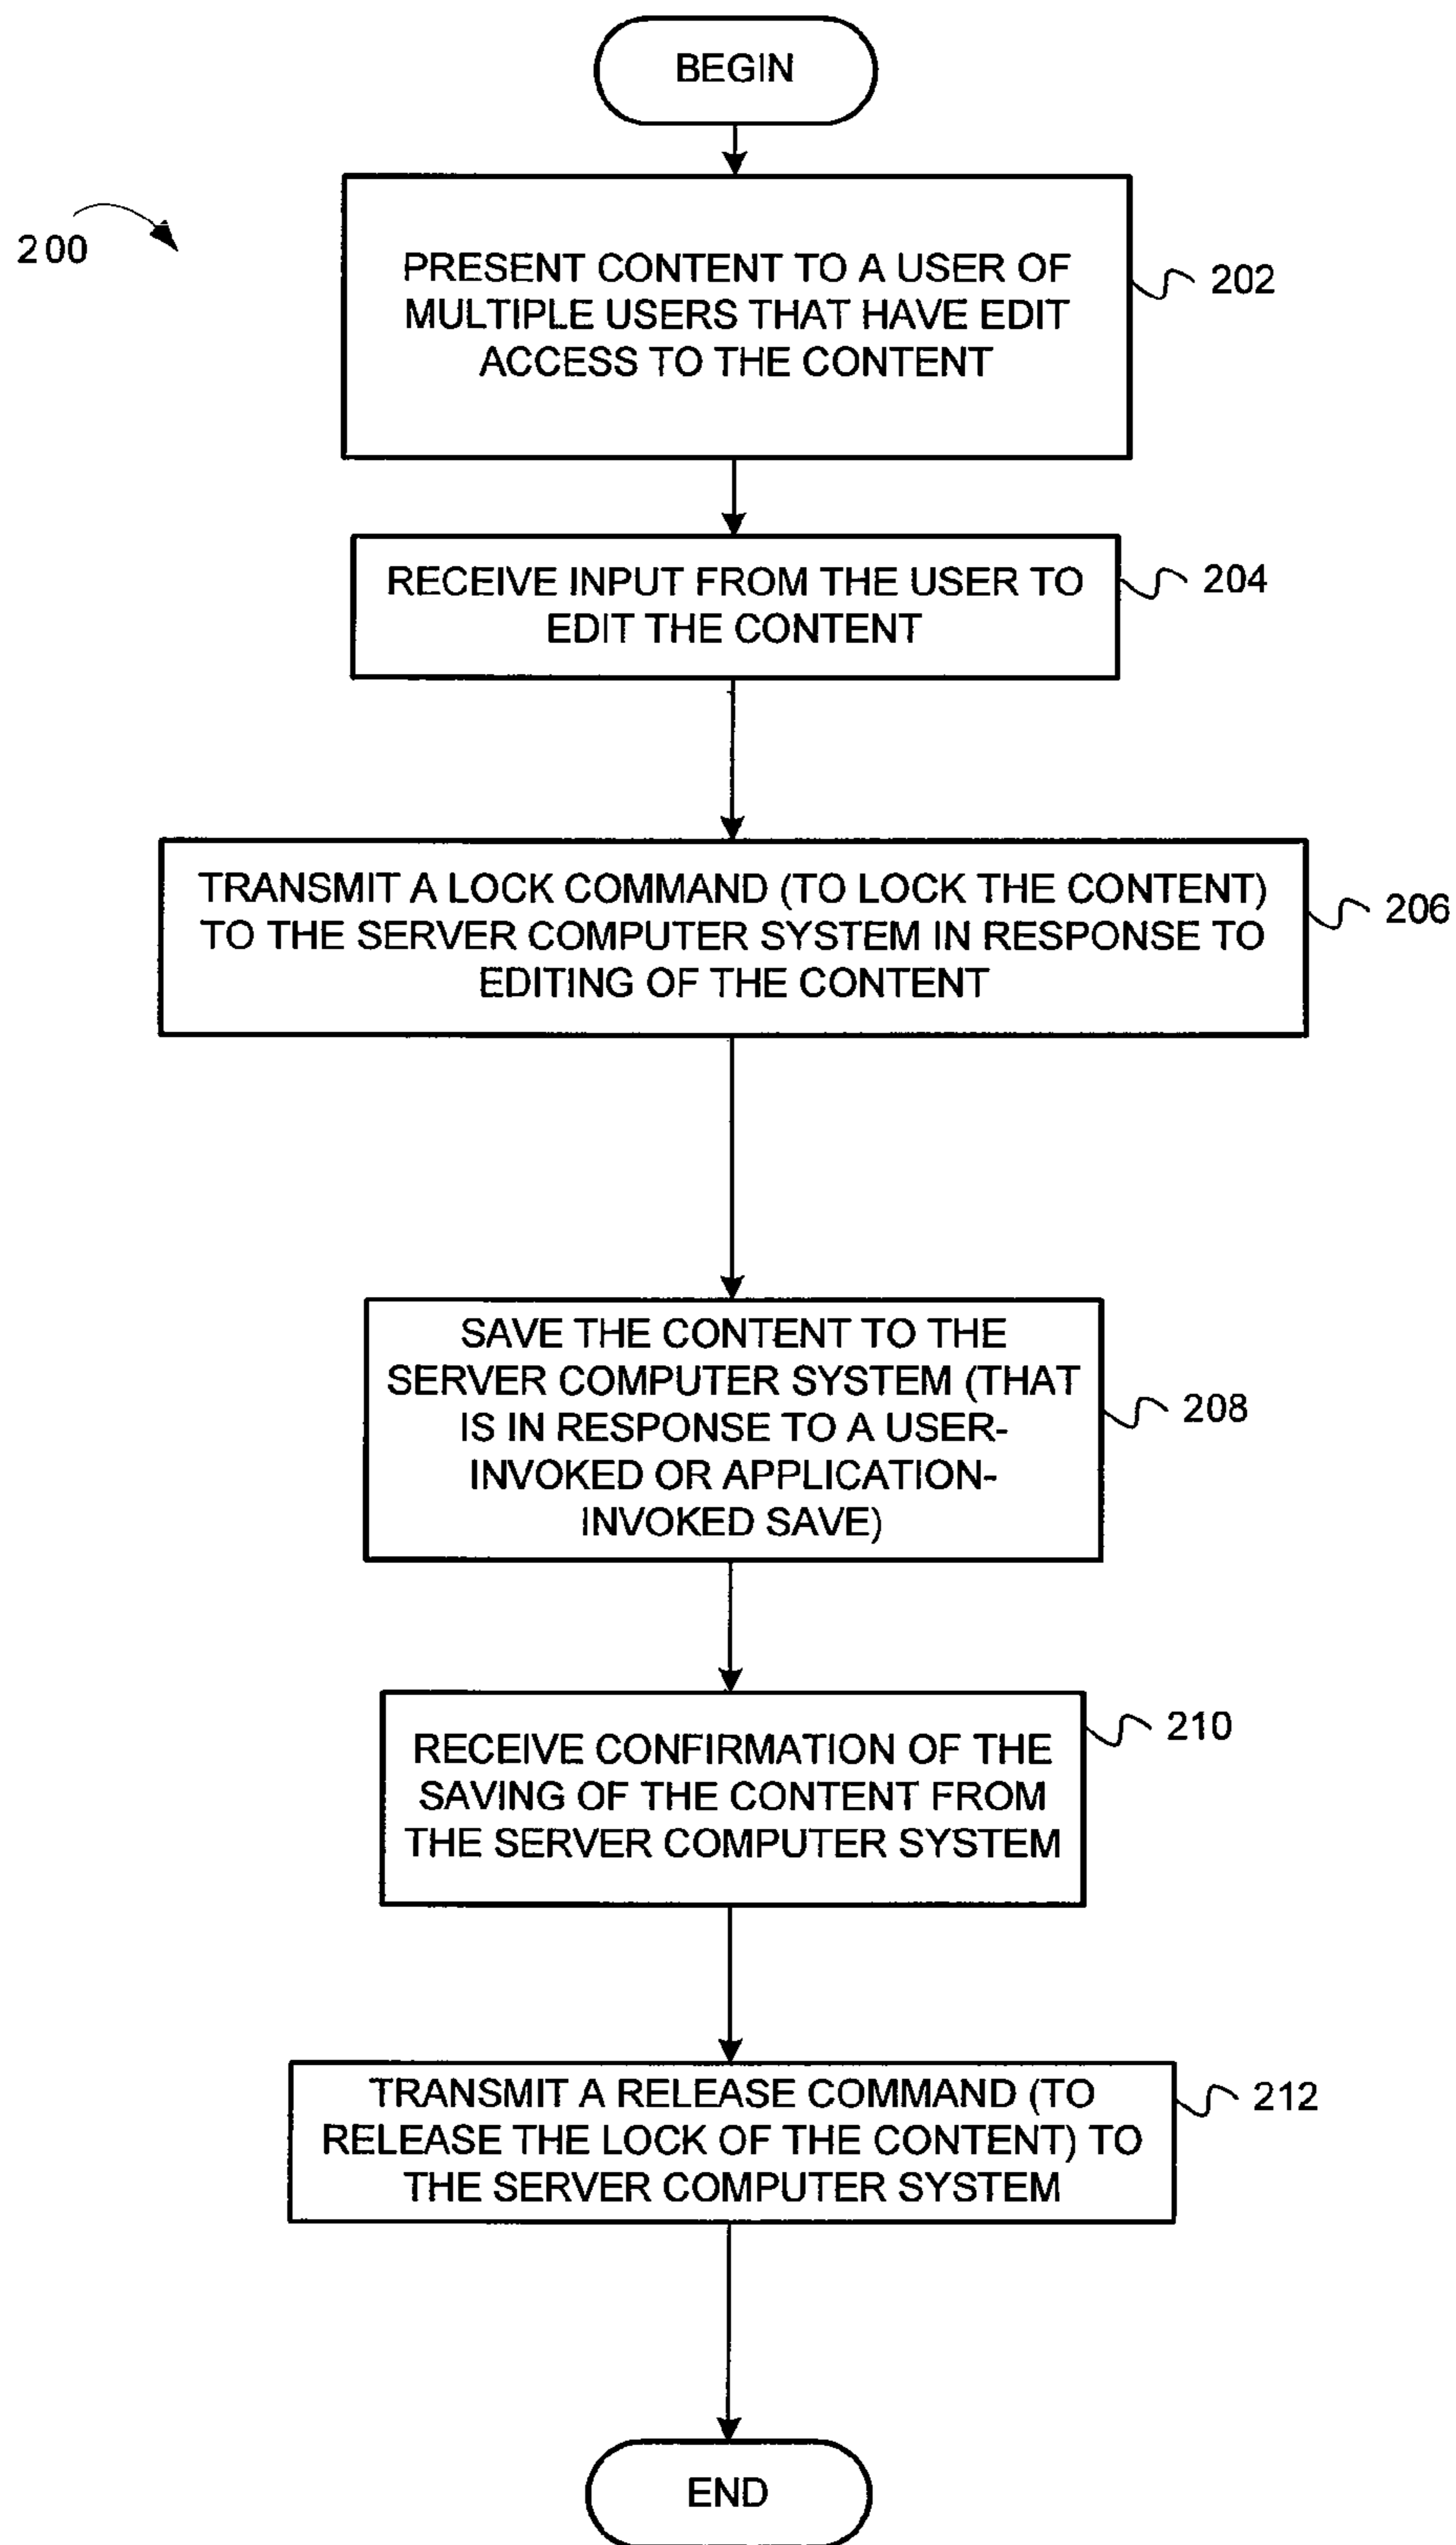 BEGIN
200
PRESENT CONTENT TO A USER OF
MULTIPLE USERS THAT HAVE EDIT
ACCESS TO THE CONTENT
202
RECEIVE INPUT FROM THE USER TO
EDIT THE CONTENT
204
TRANSMIT A LOCK COMMAND (TO LOCK THE CONTENT)
TO THE SERVER COMPUTER SYSTEM IN RESPONSE TO
EDITING OF THE CONTENT
206
SAVE THE CONTENT TO THE
SERVER COMPUTER SYSTEM (THAT
IS IN RESPONSE TO A USER-
INVOKED OR APPLICATION-
INVOKED SAVE)
208
RECEIVE CONFIRMATION OF THE
SAVING OF THE CONTENT FROM
THE SERVER COMPUTER SYSTEM
210
TRANSMIT A RELEASE COMMAND (TO
RELEASE THE LOCK OF THE CONTENT) TO
THE SERVER COMPUTER SYSTEM
212
END